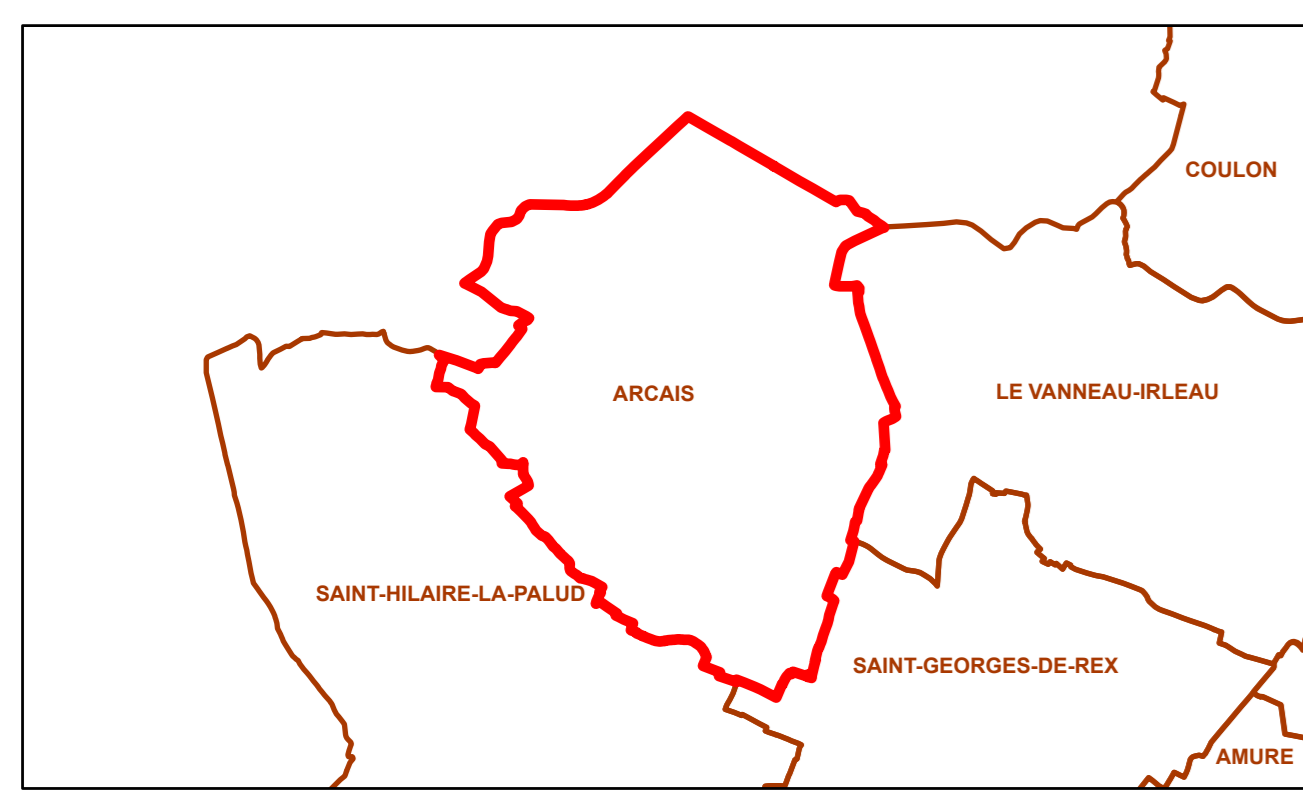 COULON
ARCAIS
LE VANNEAU-IRLEAU
SAINT-HILAIRE-LA-PALUD
SAINT-GEORGES-DE-REX
AMURE